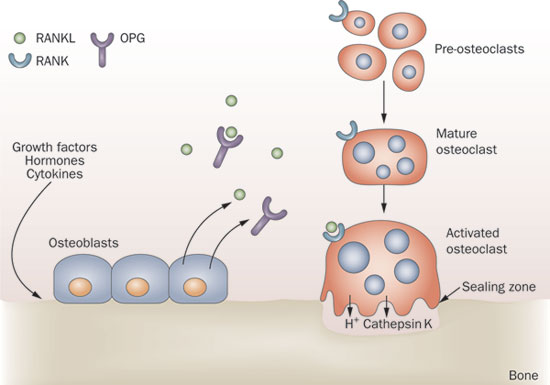 RANKL
OPG
RANK
Pre-osteoclasts
Growth factors
Hormones
Cytokines
Mature
osteoclast
Osteoblasts
Activated
osteoclast
Sealing zone
H⁺ Cathepsin K
Bone